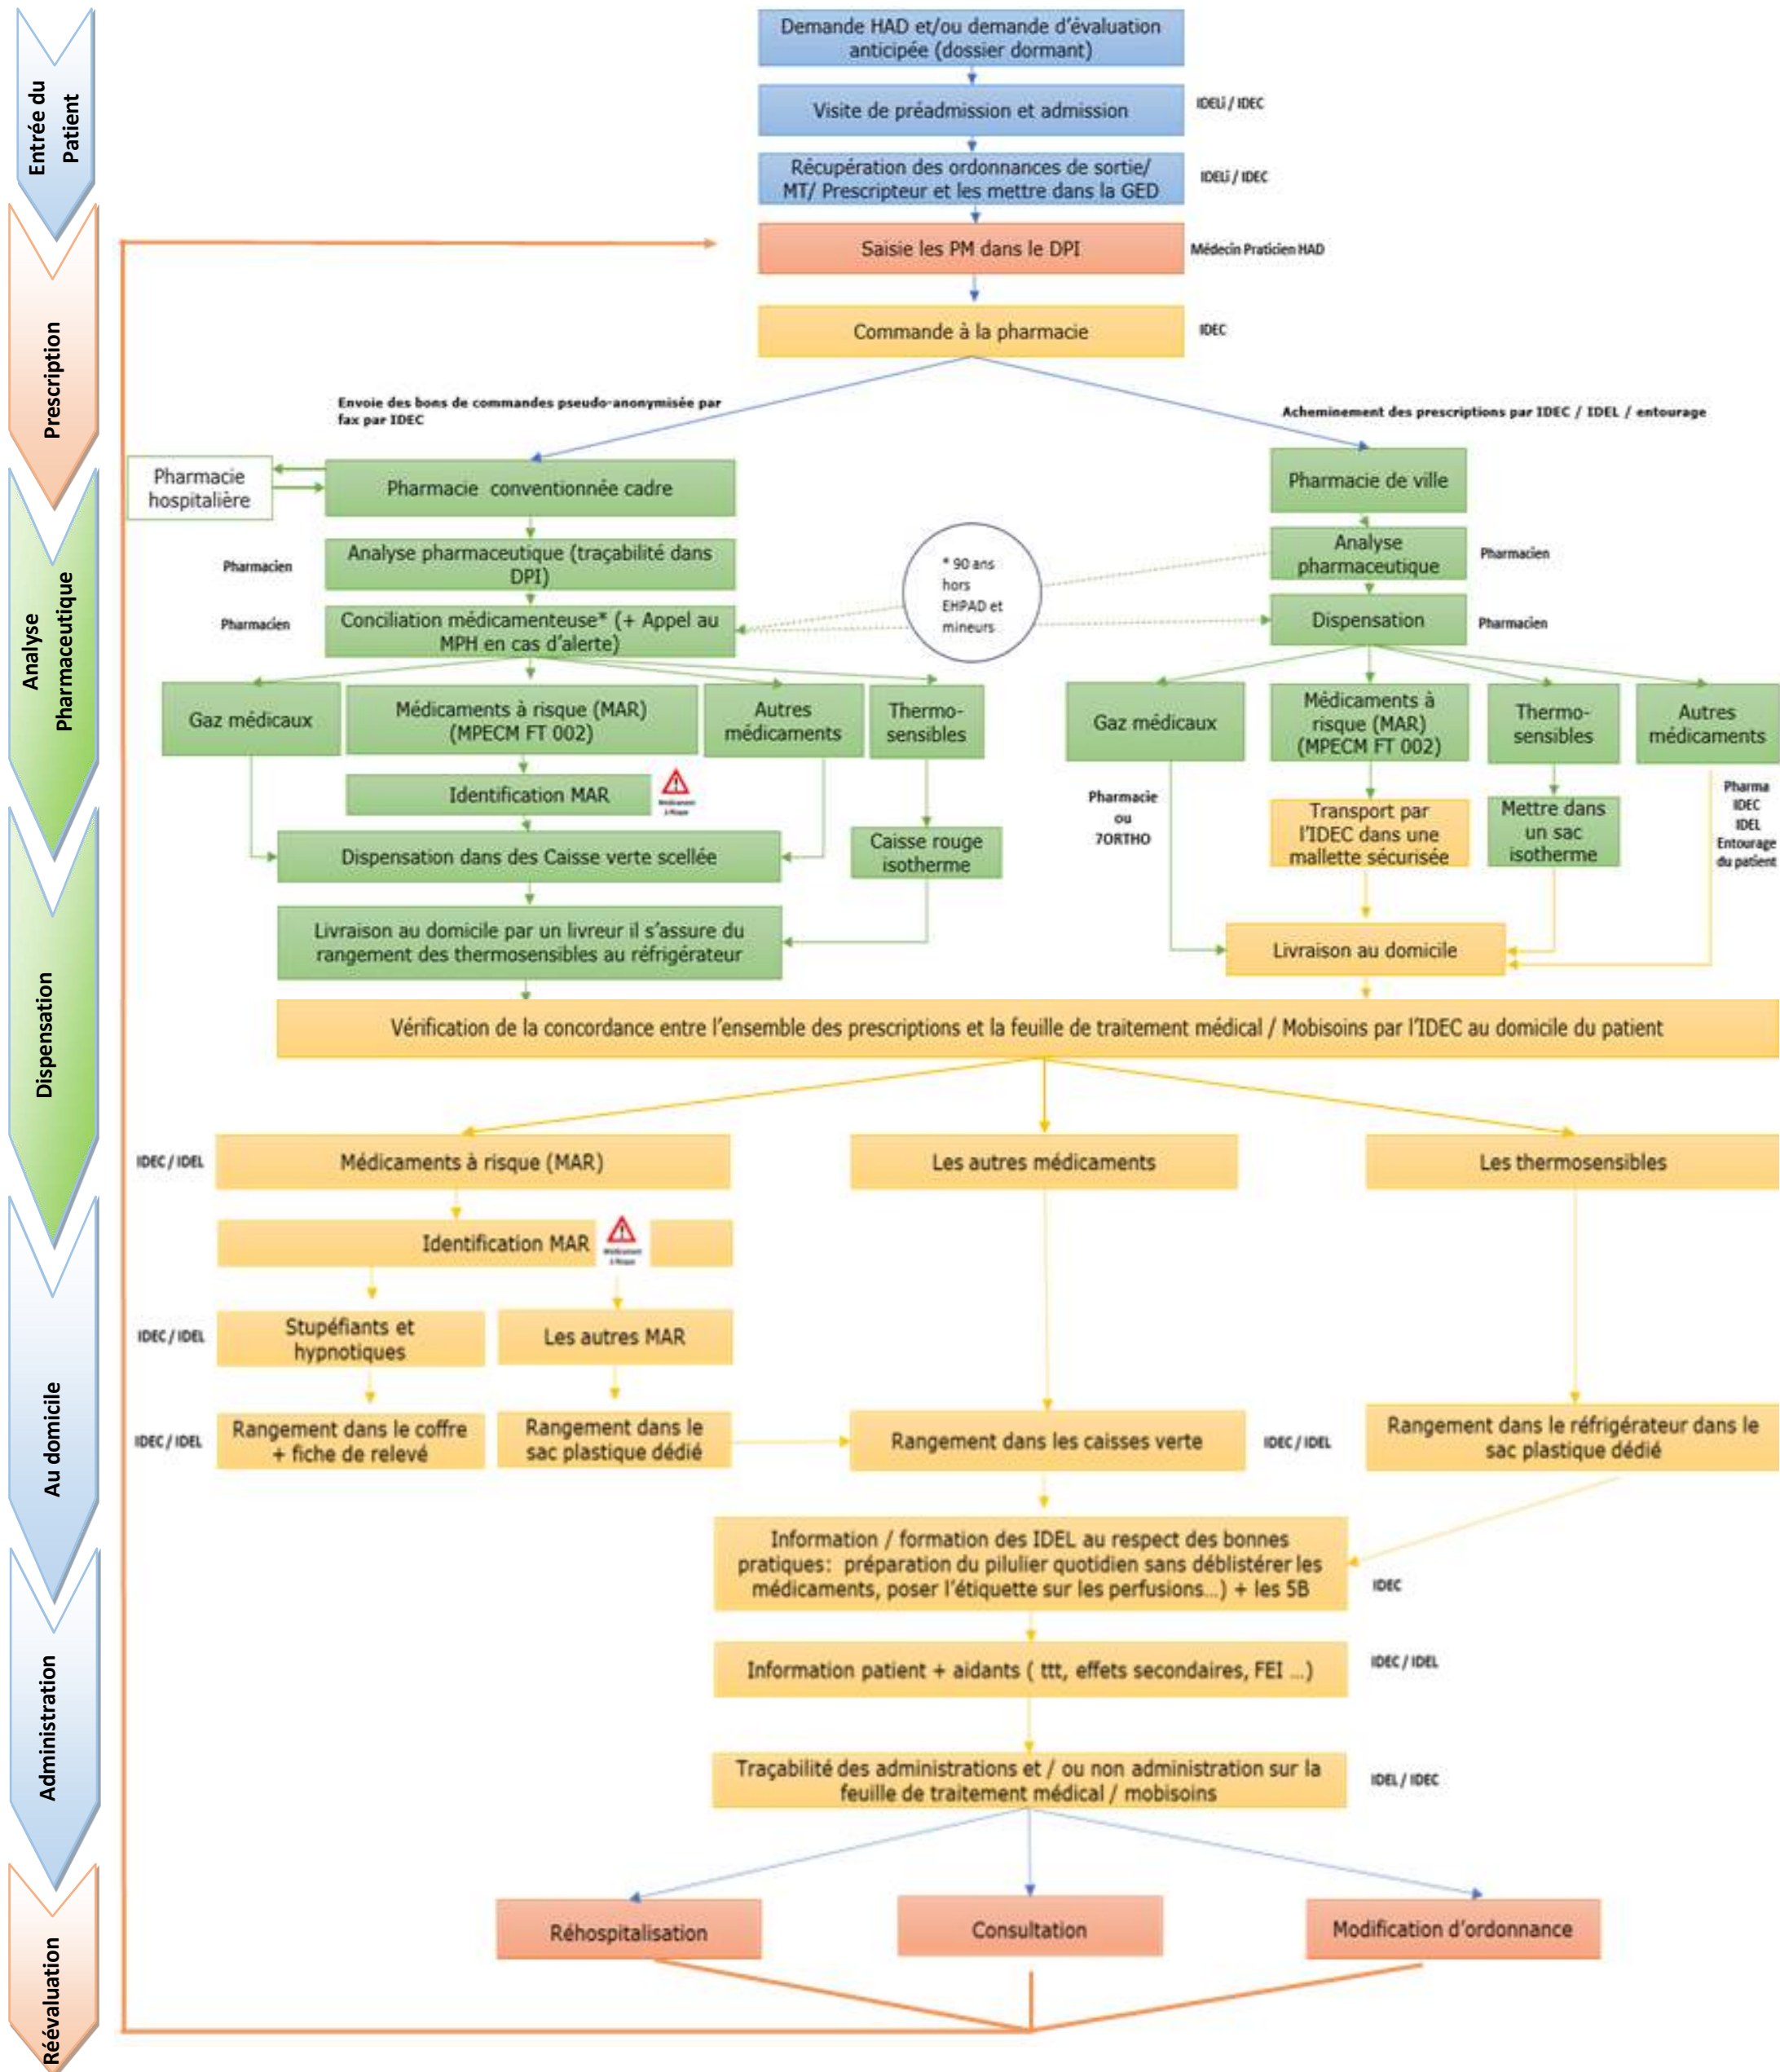 Entrée du
Patient
Prescription
Analyse
Pharmaceutique
Dispensation
Au domicile
Administration
Réévaluation
Demande HAD et/ou demande d'évaluation
anticipée (dossier dormant)
Visite de préadmission et admission
IDELi / IDEC
Récupération des ordonnances de sortie/
MT/ Prescripteur et les mettre dans la GED
IDELi / IDEC
Saisie les PM dans le DPI
Médecin Praticien HAD
Commande à la pharmacie
IDEC
Envoie des bons de commandes pseudo-anonymisée par
fax par IDEC
Acheminement des prescriptions par IDEC / IDEL / entourage
Pharmacie
hospitalière
Pharmacie conventionnée cadre
Pharmacie de ville
Pharmacien
Analyse pharmaceutique (traçabilité dans
DPI)
* 90 ans
hors
EHPAD et
mineurs
Analyse
pharmaceutique
Pharmacien
Pharmacien
Conciliation médicamenteuse* (+ Appel au
MPH en cas d'alerte)
Dispensation
Pharmacien
Gaz médicaux
Médicaments à risque (MAR)
(MPECM FT 002)
Autres
médicaments
Thermo-
sensibles
Gaz médicaux
Médicaments à
risque (MAR)
(MPECM FT 002)
Thermo-
sensibles
Autres
médicaments
Identification MAR
Médicament
à Risque
Pharmacie
ou
7ORTHO
Transport par
l'IDEC dans une
mallette sécurisée
Mettre dans
un sac
isotherme
Pharma
IDEC
IDEL
Entourage
du patient
Dispensation dans des Caisse verte scellée
Caisse rouge
isotherme
Livraison au domicile par un livreur il s'assure du
rangement des thermosensibles au réfrigérateur
Livraison au domicile
Vérification de la concordance entre l'ensemble des prescriptions et la feuille de traitement médical / Mobisoins par l'IDEC au domicile du patient
IDEC / IDEL
Médicaments à risque (MAR)
Les autres médicaments
Les thermosensibles
Identification MAR
Médicament
à Risque
IDEC / IDEL
Stupéfiants et
hypnotiques
Les autres MAR
IDEC / IDEL
Rangement dans le coffre
+ fiche de relevé
Rangement dans le
sac plastique dédié
Rangement dans les caisses verte
IDEC / IDEL
Rangement dans le réfrigérateur dans le
sac plastique dédié
Information / formation des IDEL au respect des bonnes
pratiques: préparation du pilulier quotidien sans déblistérer les
médicaments, poser l'étiquette sur les perfusions…) + les 5B
IDEC
Information patient + aidants ( ttt, effets secondaires, FEI …)
IDEC / IDEL
Traçabilité des administrations et / ou non administration sur la
feuille de traitement médical / mobisoins
IDEL / IDEC
Réhospitalisation
Consultation
Modification d'ordonnance